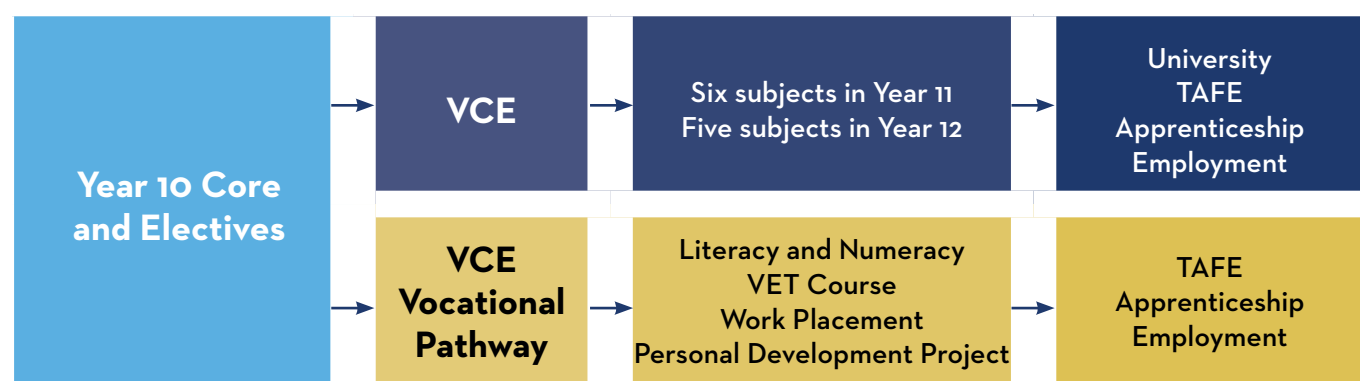 Year 10 Core
and Electives
VCE
Six subjects in Year 11
Five subjects in Year 12
University
TAFE
Apprenticeship
Employment
VCE
Vocational
Pathway
Literacy and Numeracy
VET Course
Work Placement
Personal Development Project
TAFE
Apprenticeship
Employment